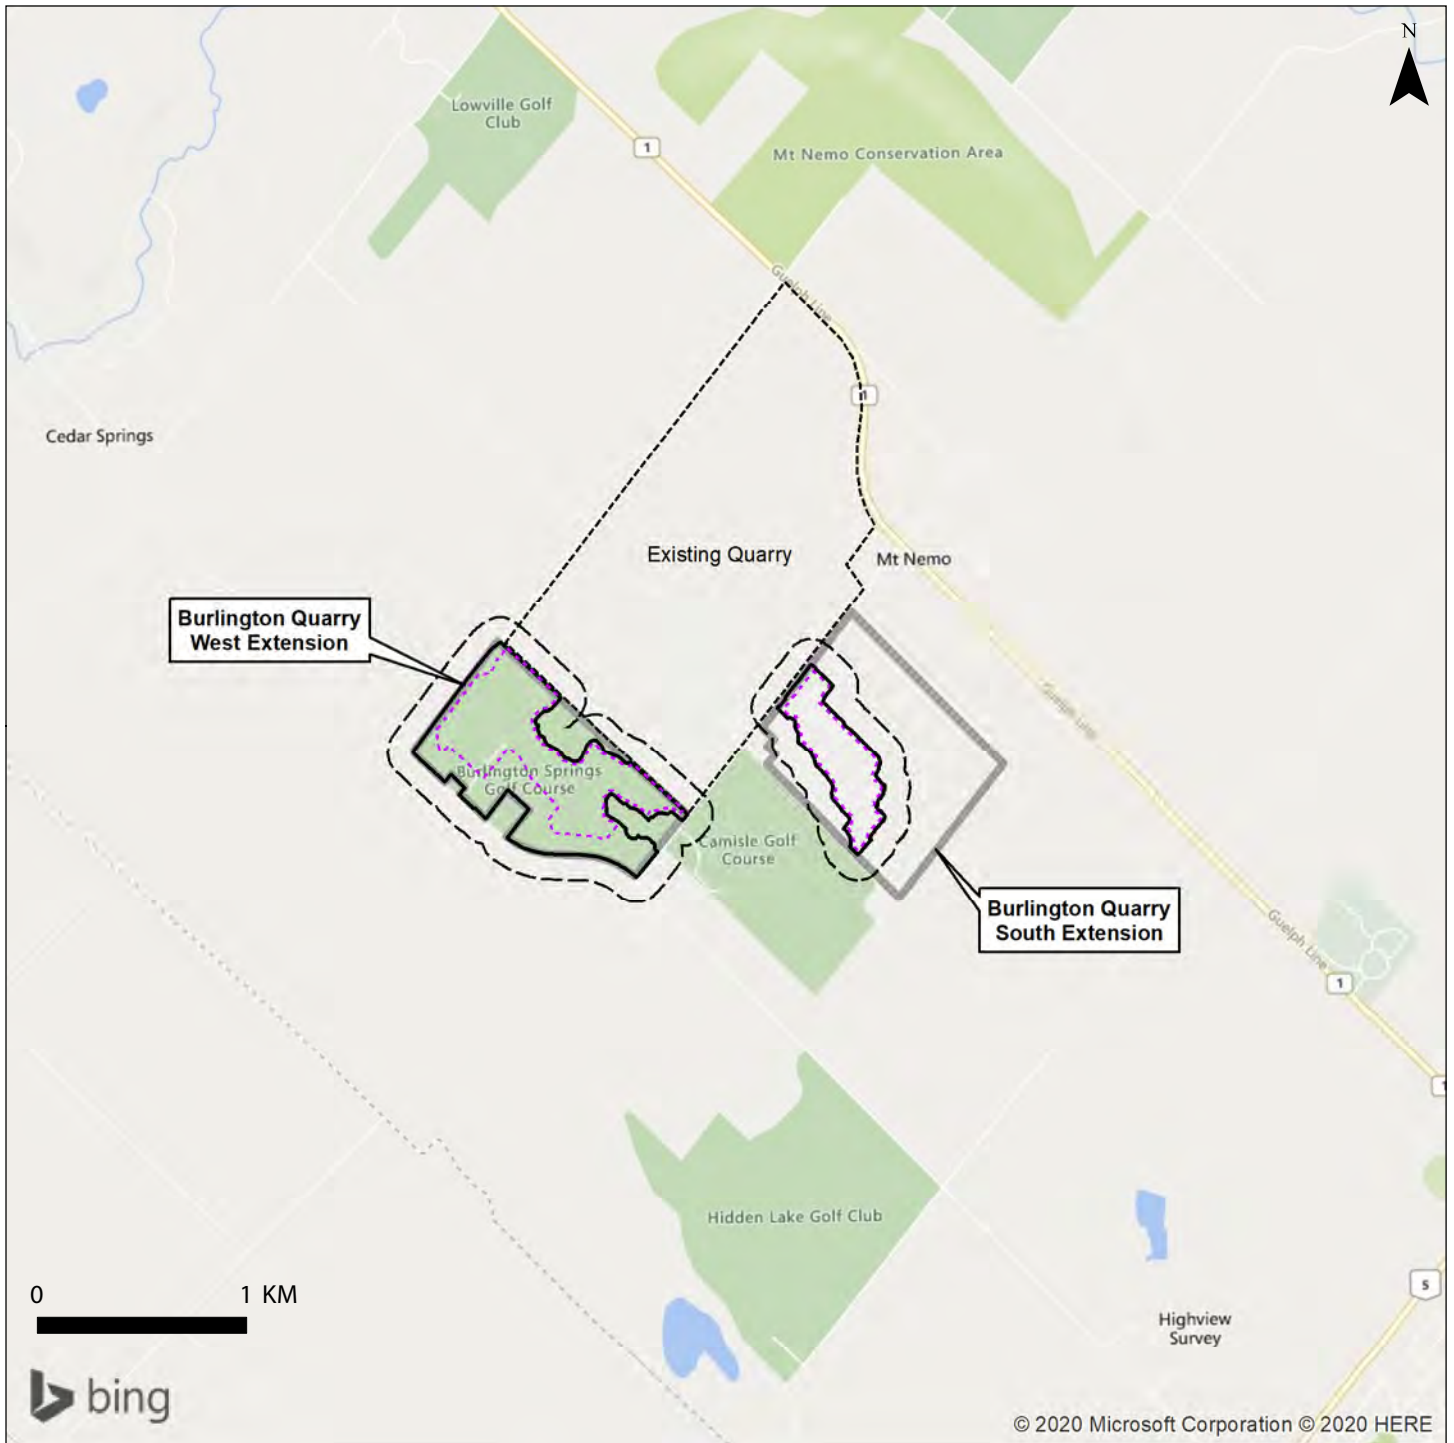 N
Lowville Golf
Club
1
Mt Nemo Conservation Area
Guelph Line
1
Cedar Springs
Existing Quarry
Mt Nemo
Burlington Quarry
West Extension
Guelph Line
Burlington Springs
Golf Course
Camisle Golf
Course
Burlington Quarry
South Extension
Guelph Line
1
1
Hidden Lake Golf Club
5
0 1 KM
Highview
Survey
bing
© 2020 Microsoft Corporation © 2020 HERE